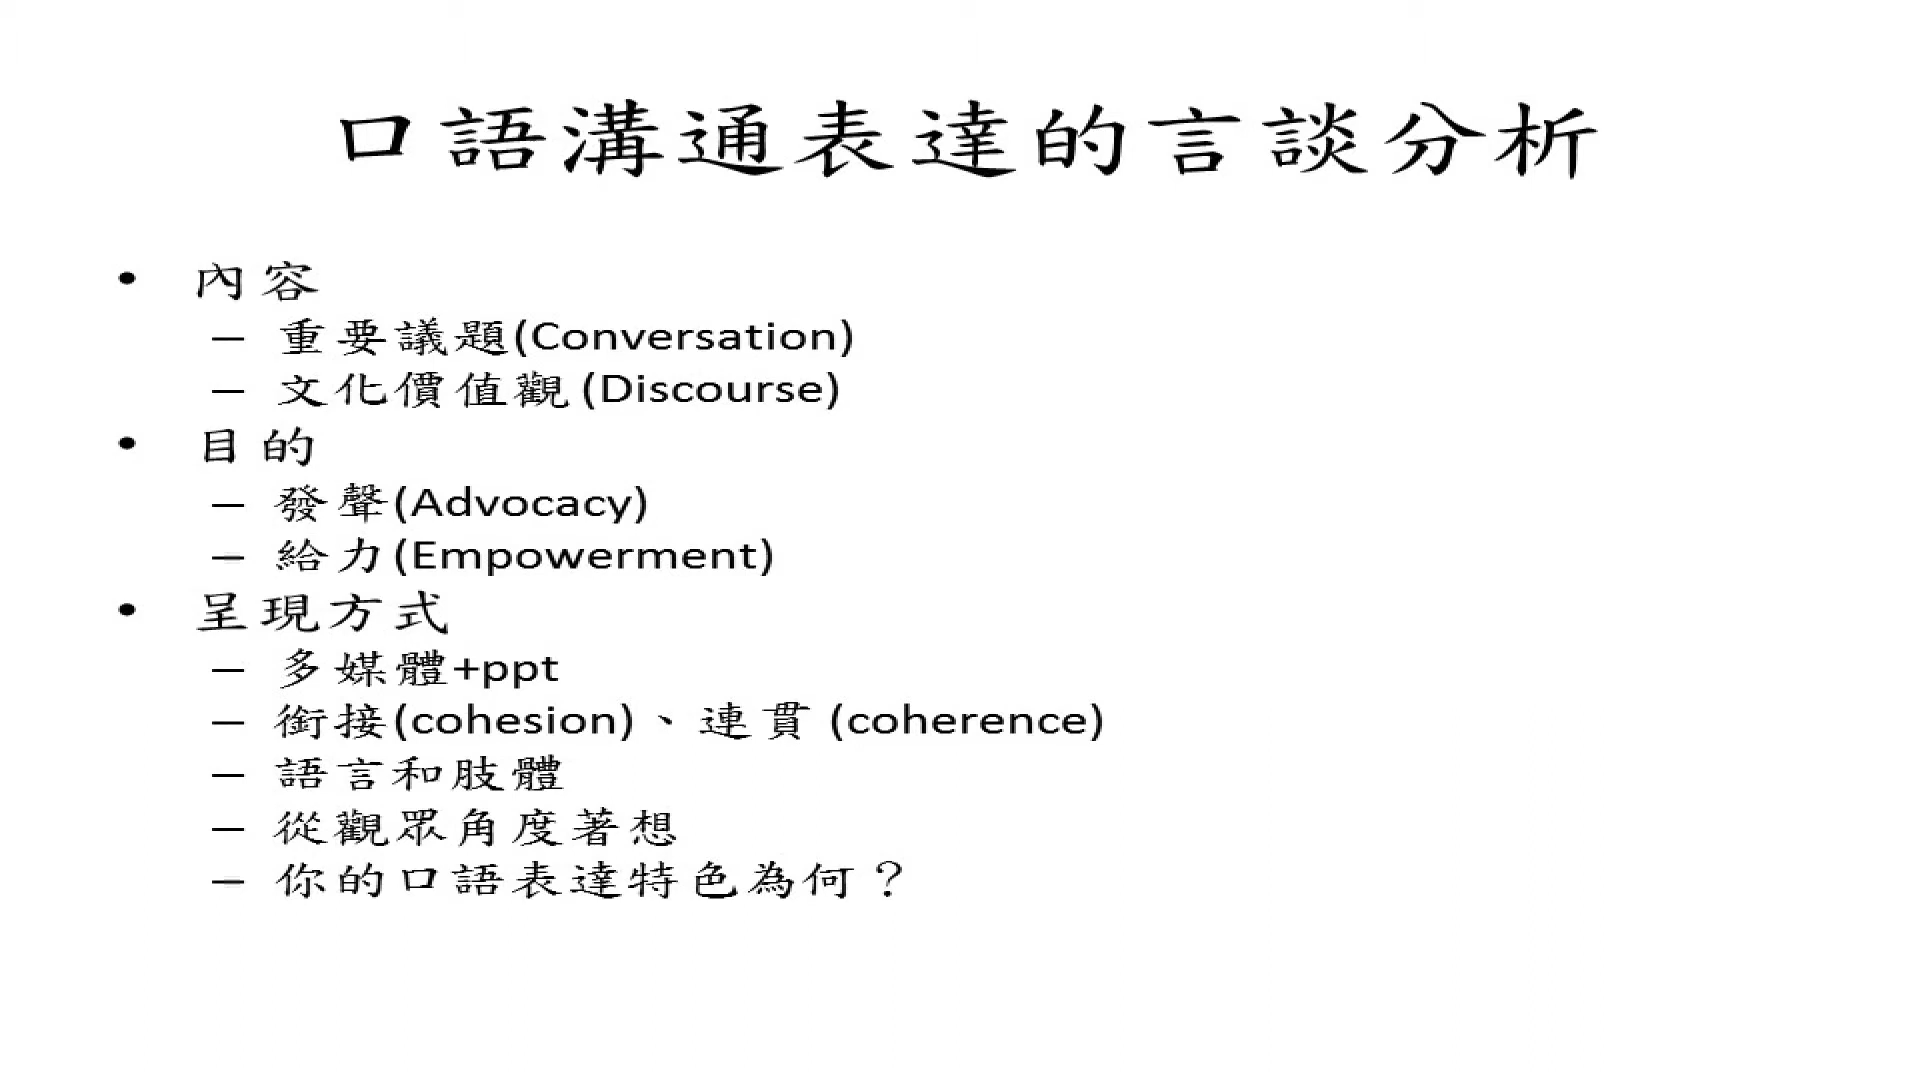 口語溝通表達的言談分析
• 內容
– 重要議題(Conversation)
– 文化價值觀 (Discourse)
• 目的
– 發聲(Advocacy)
– 給力(Empowerment)
• 呈現方式
– 多媒體+ppt
– 銜接(cohesion)、連貫 (coherence)
– 語言和肢體
– 從觀眾角度著想
– 你的口語表達特色為何？